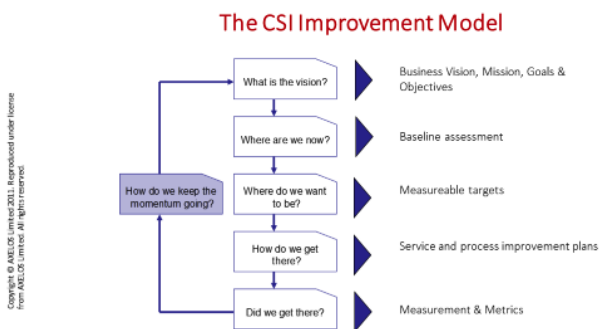 The CSI Improvement Model
What is the vision?
Business Vision, Mission, Goals &
Objectives
Where are we now?
Baseline assessment
How do we keep the
momentum going?
Where do we want
to be?
Measureable targets
How do we get
there?
Service and process improvement plans
Did we get there?
Measurement & Metrics
Copyright © AXELOS Limited 2011. Reproduced under license
from AXELOS Limited. All rights reserved.